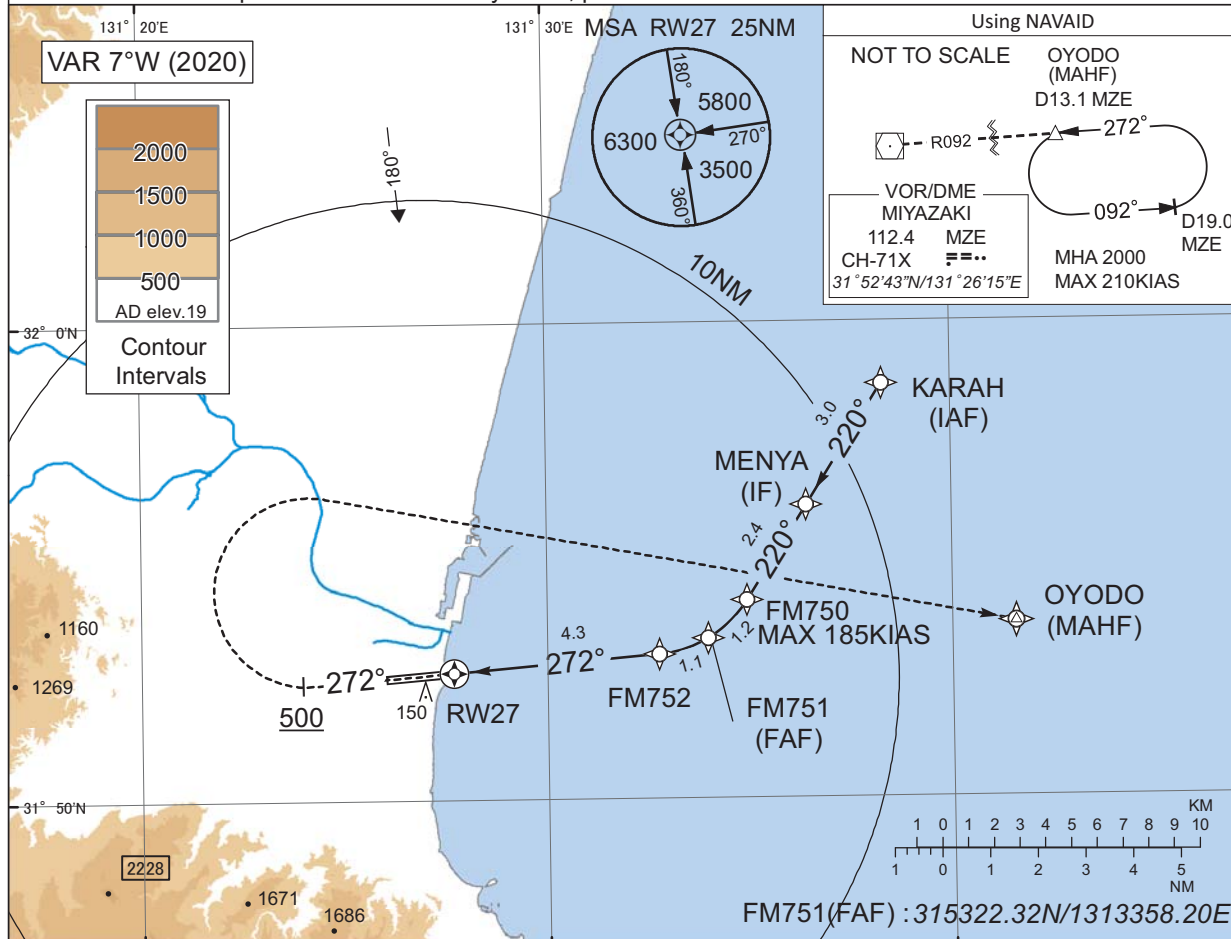 131° 20'E
131° 30'E
MSA RW27 25NM
VAR 7°W (2020)
2000
1500
1000
500
AD elev.19
Contour
Intervals
180°
5800
270°
6300
3500
360°
180°
10NM
Using NAVAID
NOT TO SCALE
OYODO
(MAHF)
D13.1 MZE
272°
R092
092°
D19.0
MZE
VOR/DME
MIYAZAKI
112.4 MZE
CH-71X
31°52'43"N/131°26'15"E
MHA 2000
MAX 210KIAS
32° 0'N
KARAH
(IAF)
3.0
220°
MENYA
(IF)
2.4
220°
FM750
MAX 185KIAS
OYODO
(MAHF)
1.2
1.1
4.3
272°
FM752
FM751
(FAF)
RW27
272°
150
500
1160
1269
31° 50'N
2228
1671
1686
KM
1 0 1 2 3 4 5 6 7 8 9 10
1 0 1 2 3 4 5
NM
FM751(FAF) : 315322.32N/1313358.20E